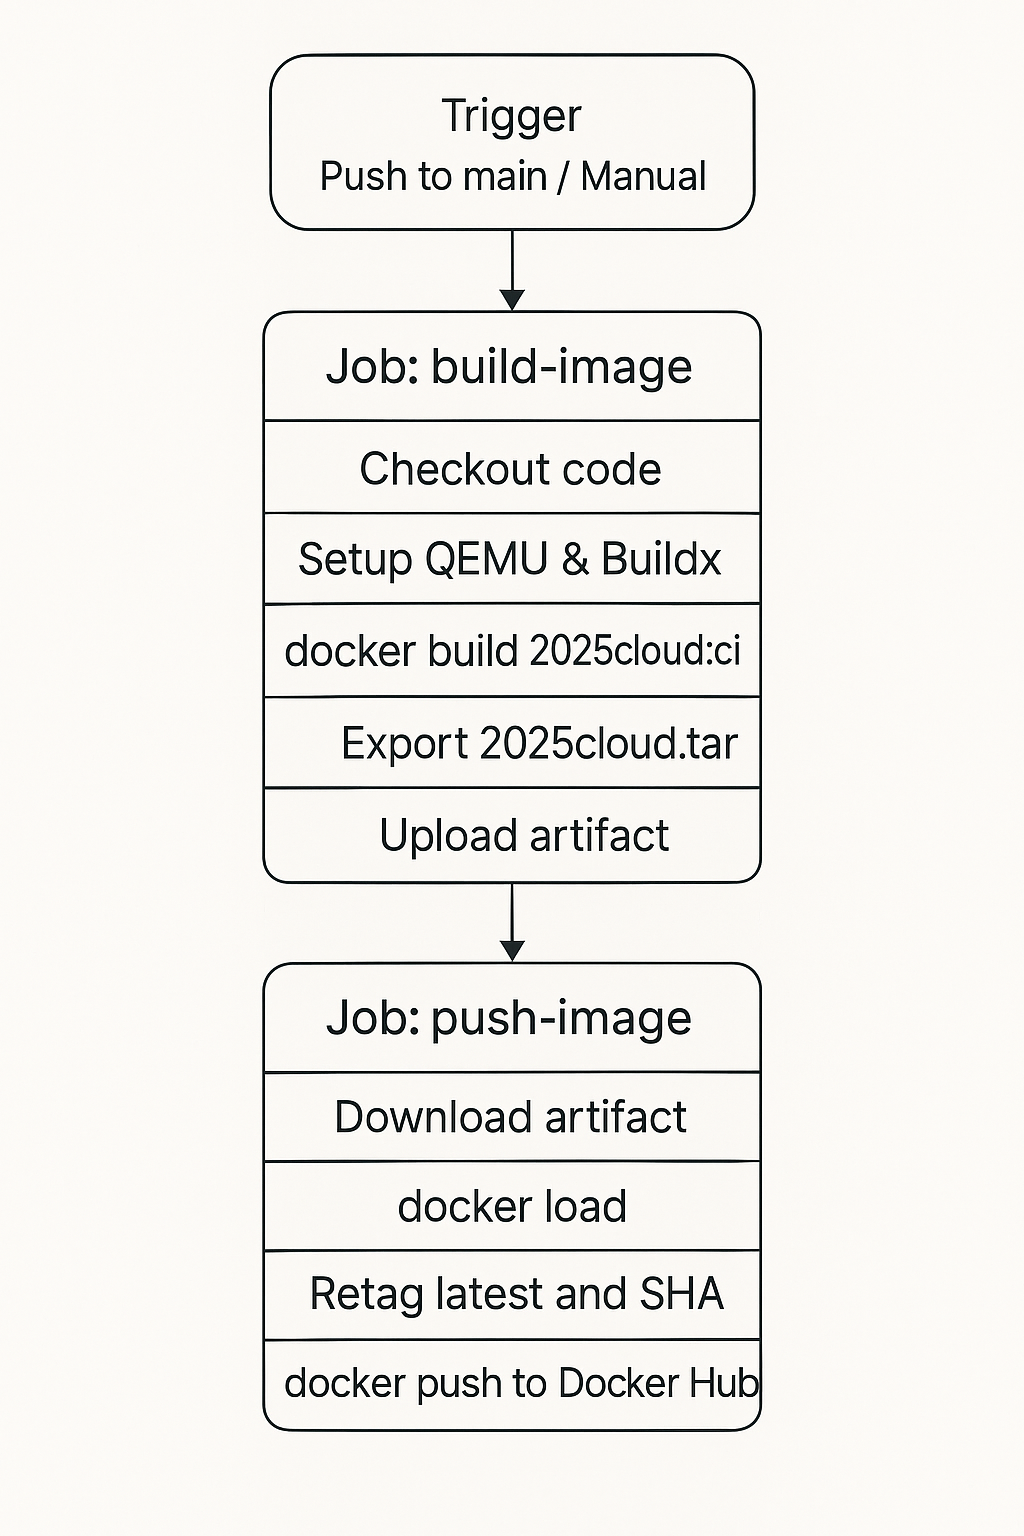 Trigger
Push to main / Manual
Job: build-image
Checkout code
Setup QEMU & Buildx
docker build 2025cloud:ci
Export 2025cloud.tar
Upload artifact
Job: push-image
Download artifact
docker load
Retag latest and SHA
docker push to Docker Hub